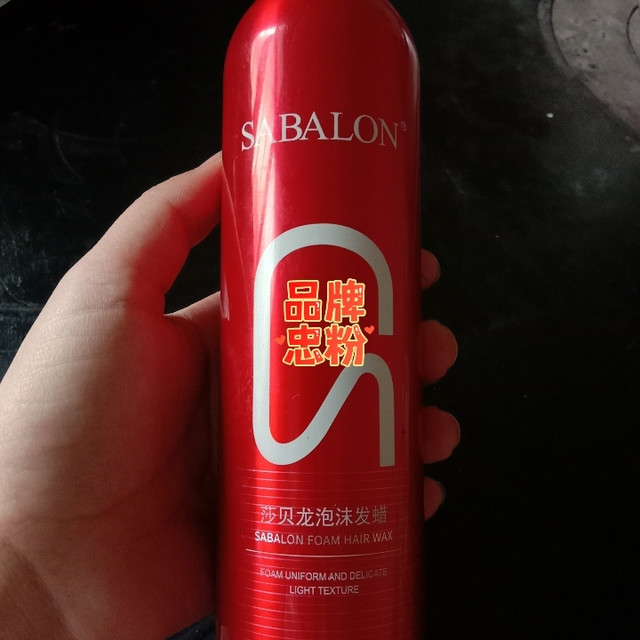 SABALON®
品牌
忠粉
莎贝龙泡沫发蜡
SABALON FOAM HAIR WAX
FOAM UNIFORM AND DELICATE
LIGHT TEXTURE